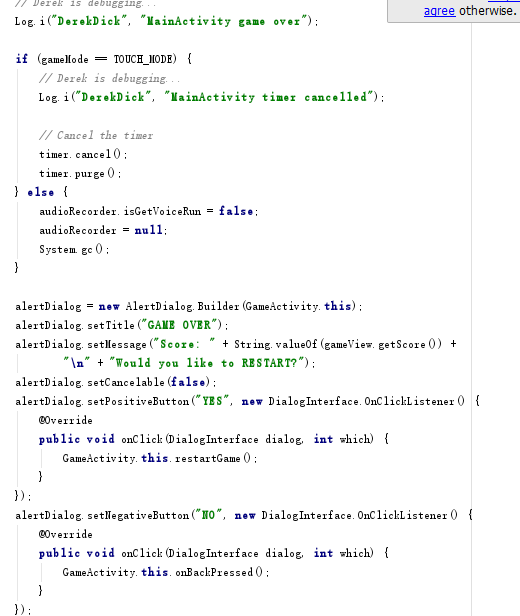 // Derek is debugging...
agree otherwise.
Log.i("DerekDick", "MainActivity game over");
if (gameMode == TOUCH_MODE) {
// Derek is debugging...
Log.i("DerekDick", "MainActivity timer cancelled");
// Cancel the timer
timer.cancel();
timer.purge();
} else {
audioRecorder.isGetVoiceRun = false;
audioRecorder = null;
System.gc();
}
alertDialog = new AlertDialog.Builder(GameActivity.this);
alertDialog.setTitle("GAME OVER");
alertDialog.setMessage("Score: " + String.valueOf(gameView.getScore()) +
"\n" + "Would you like to RESTART?");
alertDialog.setCancelable(false);
alertDialog.setPositiveButton("YES", new DialogInterface.OnClickListener() {
@Override
public void onClick(DialogInterface dialog, int which) {
GameActivity.this.restartGame();
}
});
alertDialog.setNegativeButton("NO", new DialogInterface.OnClickListener() {
@Override
public void onClick(DialogInterface dialog, int which) {
GameActivity.this.onBackPressed();
}
});